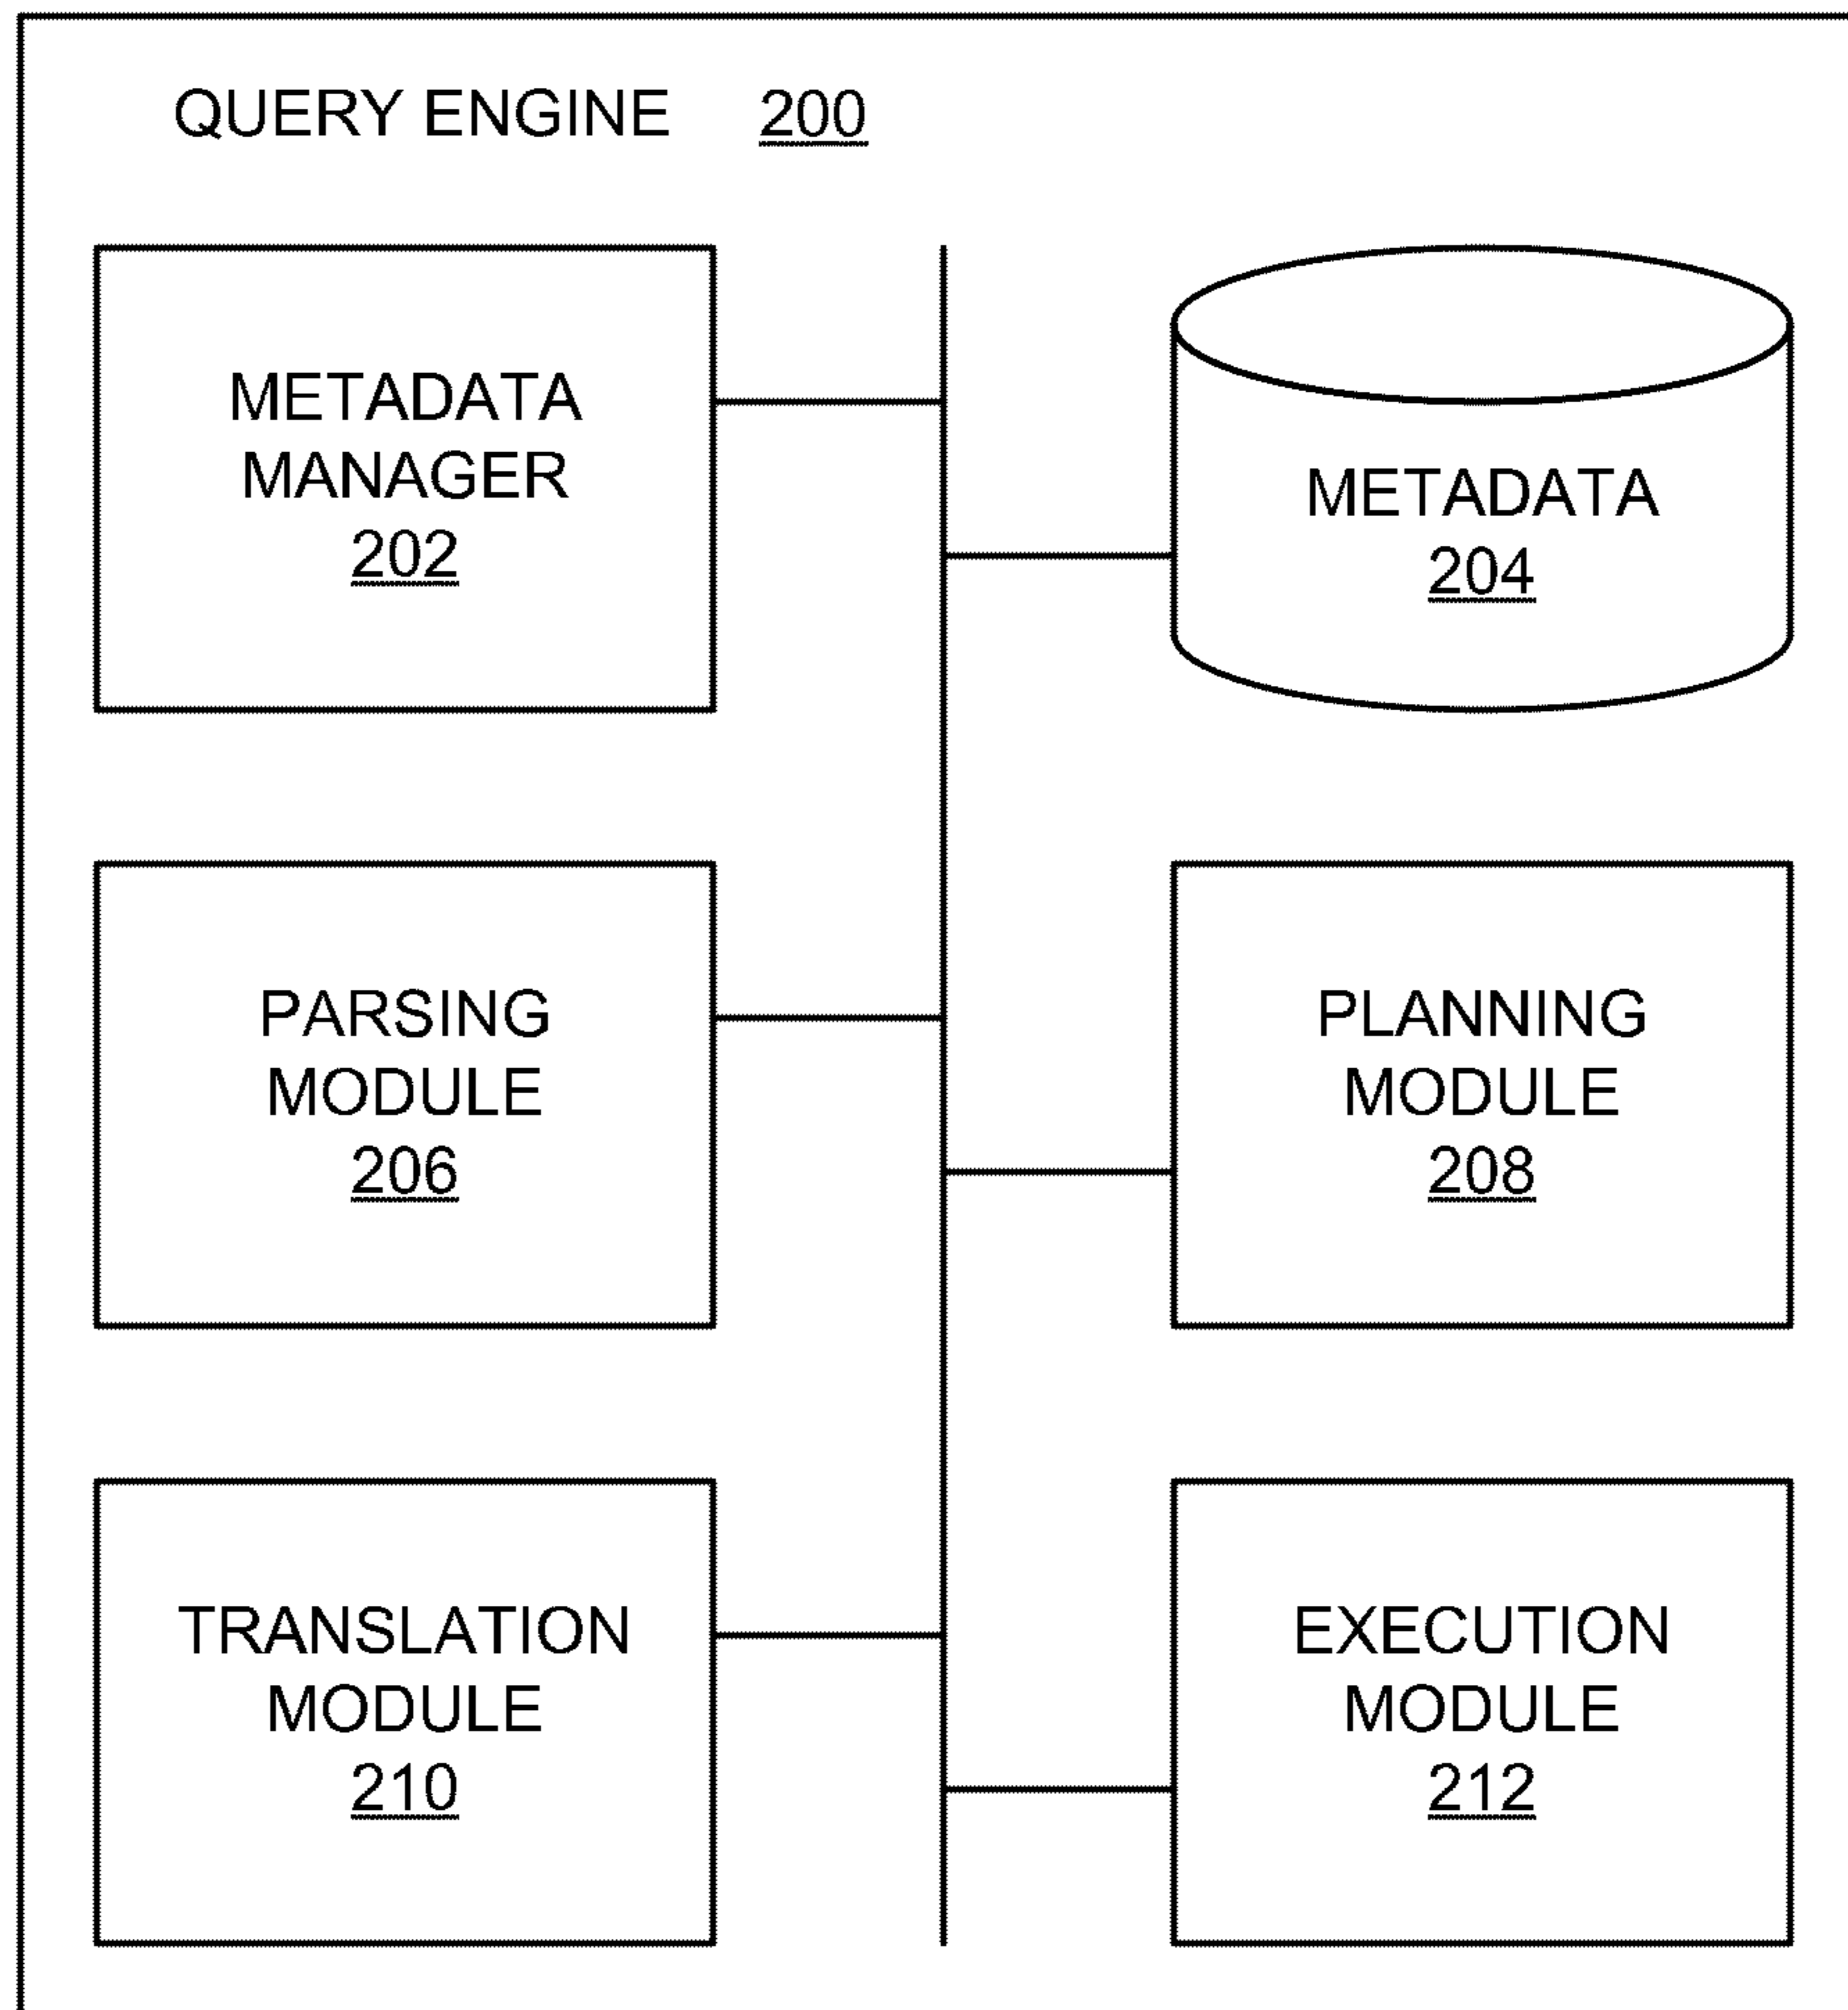 QUERY ENGINE 200
METADATA
MANAGER
202
METADATA
204
PARSING
MODULE
206
PLANNING
MODULE
208
TRANSLATION
MODULE
210
EXECUTION
MODULE
212